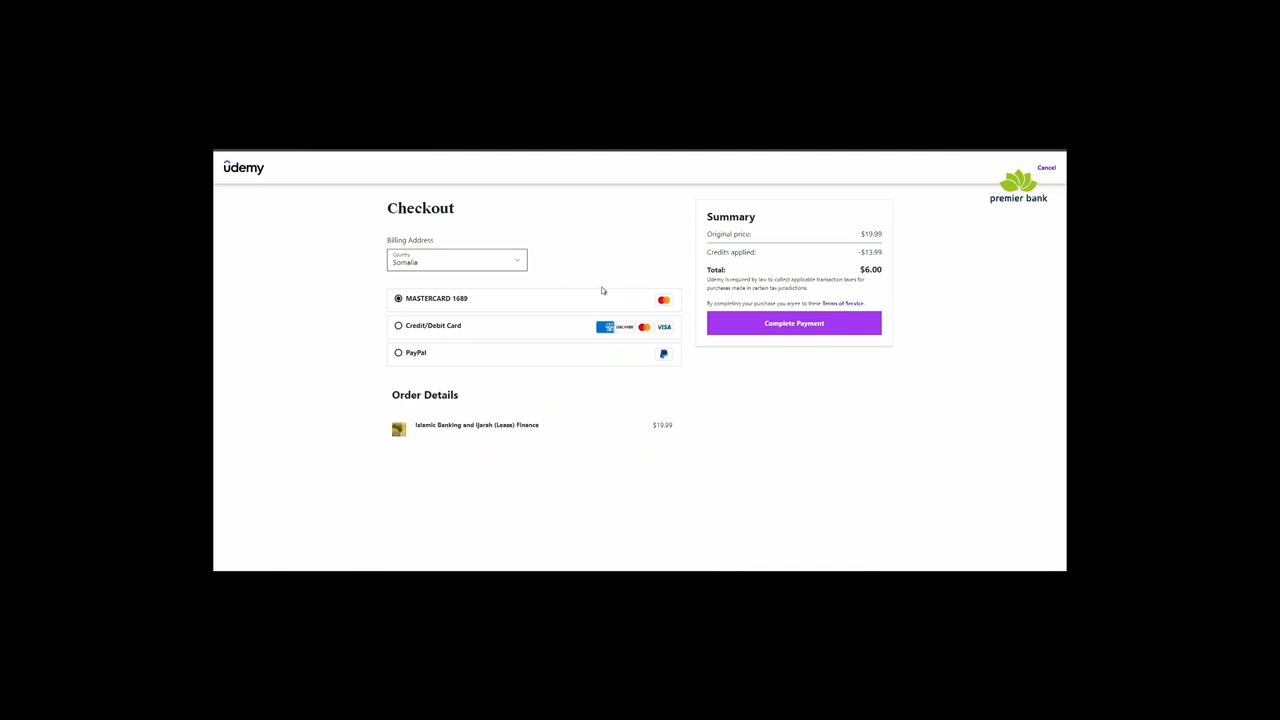 ûdemy
Cancel
premier bank
Checkout
Billing Address
Country
Somalia
MASTERCARD 1689
Credit/Debit Card
DISCOVER
VISA
PayPal
Order Details
Islamic Banking and Ijarah (Lease) Finance
$19.99
Summary
Original price:
$19.99
Credits applied:
-$13.99
Total:
$6.00
Udemy is required by law to collect applicable transaction taxes for
purchases made in certain tax jurisdictions.
By completing your purchase you agree to these Terms of Service.
Complete Payment